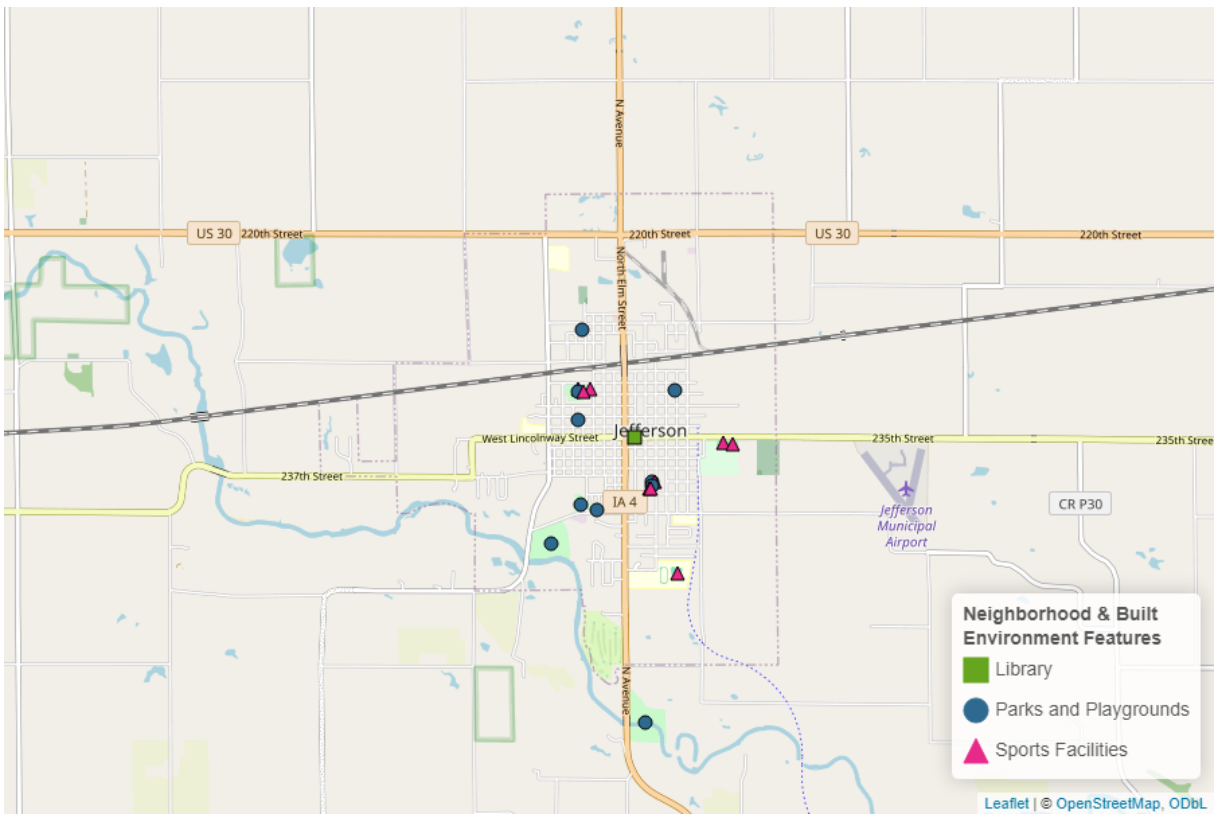 N Avenue
US 30
220th Street
220th Street
US 30
220th Street
North Elm Street
Jefferson
West Lincolnway Street
235th Street
235th Stree
237th Street
IA 4
CR P30
Jefferson
Municipal
Airport
N Avenue
Neighborhood & Built
Environment Features
Library
Parks and Playgrounds
Sports Facilities
Leaflet | © OpenStreetMap, ODbL